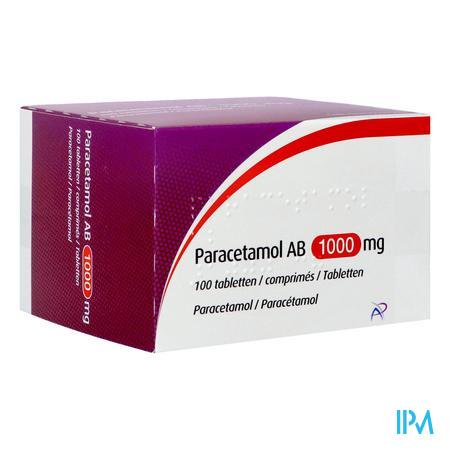 Paracetamol AB 1000 mg
100 tabletten / comprimés / Tabletten
Paracetamol / Paracétamol
Paracetamol AB 1000 mg
100 tabletten / comprimés / Tabletten
Paracetamol / Paracétamol
IPM